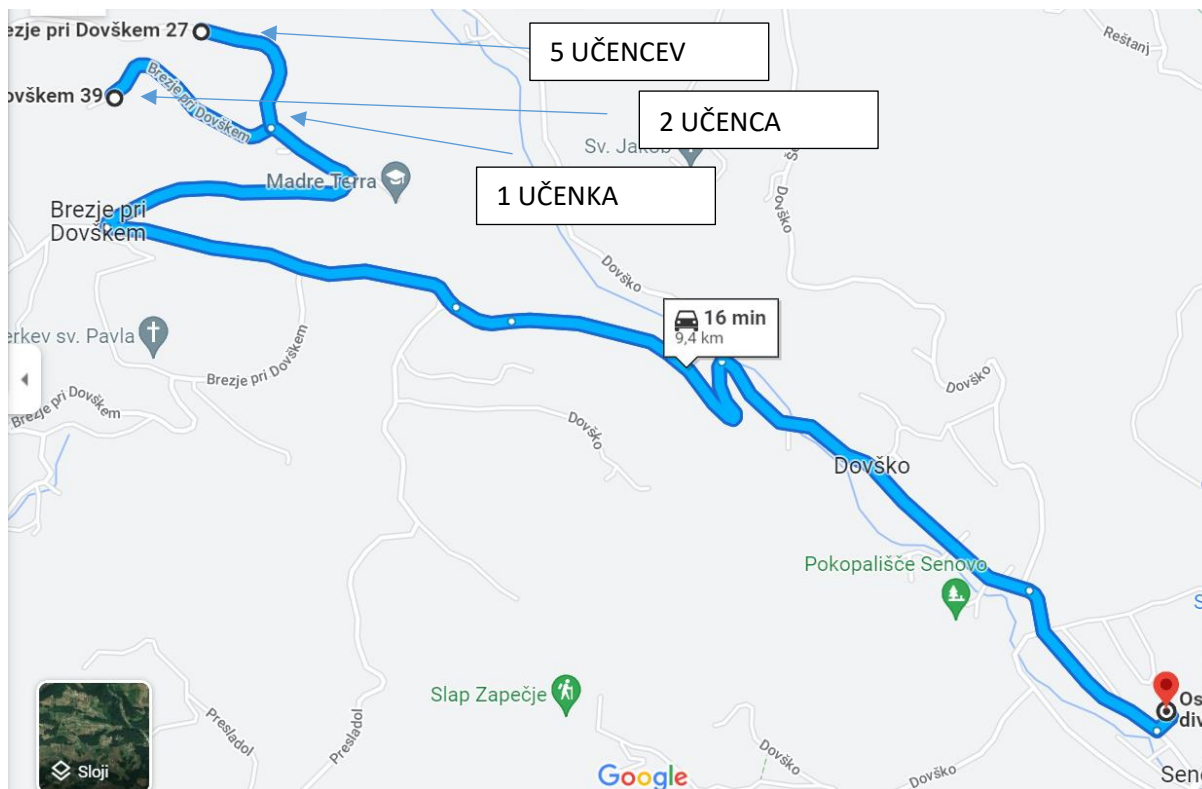 ezje pri Dovškem 27
5 UČENCEV
Reštanj
ovškem 39
Brezje pri Dovškem
2 UČENCA
Sv. Jakob
Madre Terra
1 UČENKA
Dovško
Brezje pri
Dovškem
Dovško
16 min
9,4 km
erkev sv. Pavla
Brezje pri Dovškem
Dovško
Brezje pri Dovškem
Dovško
Dovško
Pokopališče Senovo
Slap Zapečje
Os
div
Presladol
Presladol
Sloji
Google
Dovško
Dovško
Seno